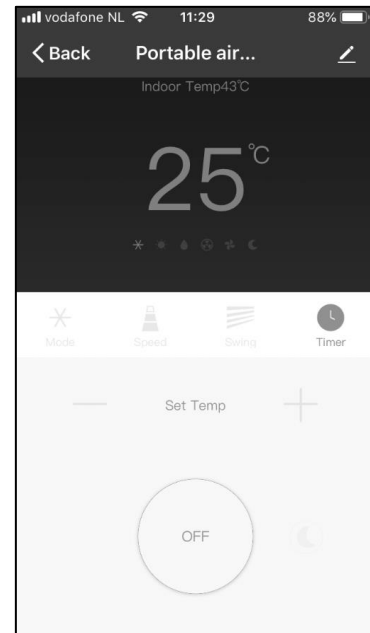 vodafone NL 11:29 88%
Back Portable air...
Indoor Temp43℃
25℃
Mode Speed Swing Timer
Set Temp
OFF